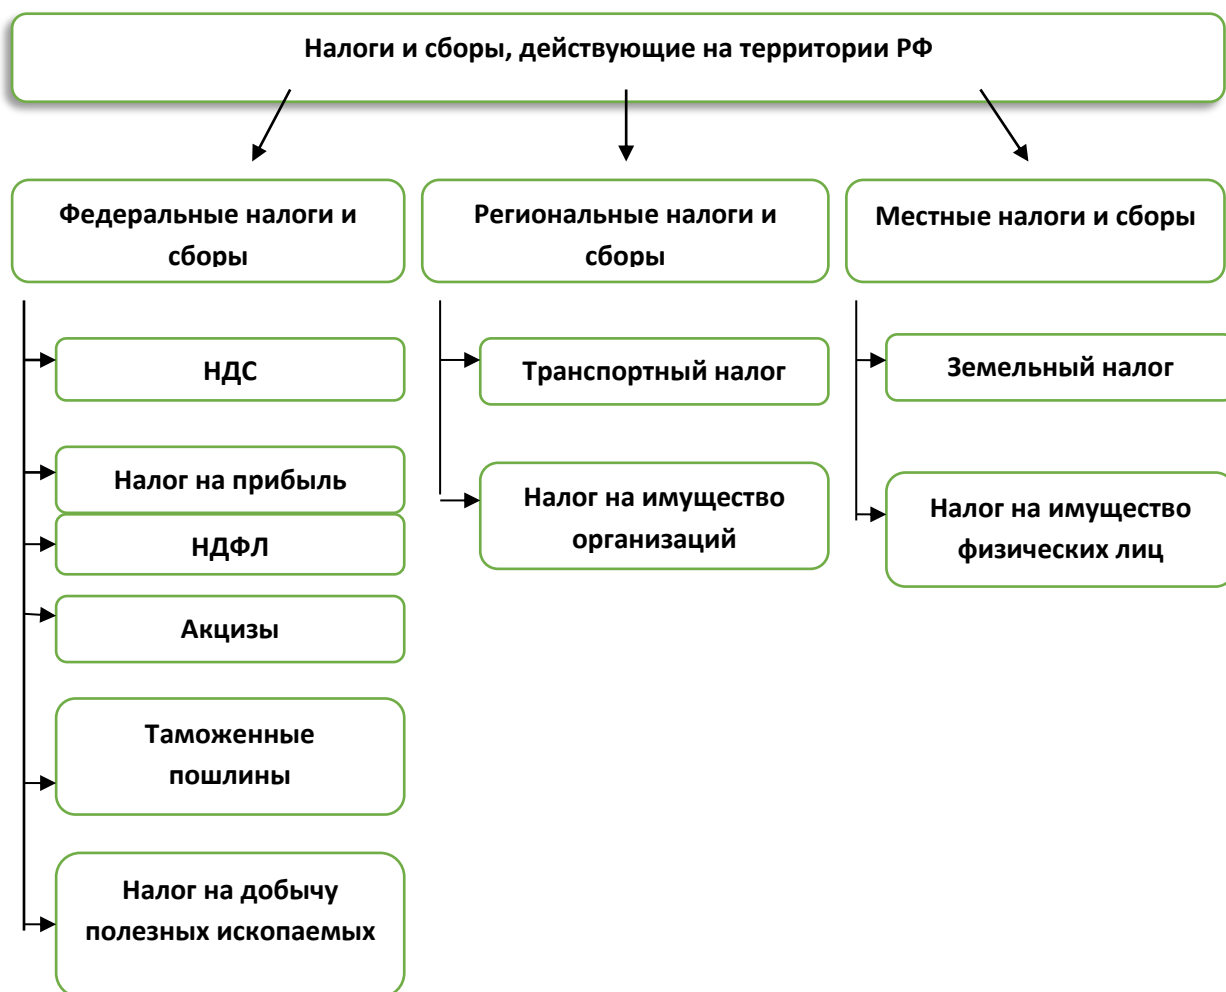 Налоги и сборы, действующие на территории РФ
Федеральные налоги и
сборы
Региональные налоги и
сборы
Местные налоги и сборы
НДС
Налог на прибыль
НДФЛ
Акцизы
Таможенные
пошлины
Налог на добычу
полезных ископаемых
Транспортный налог
Налог на имущество
организаций
Земельный налог
Налог на имущество
физических лиц